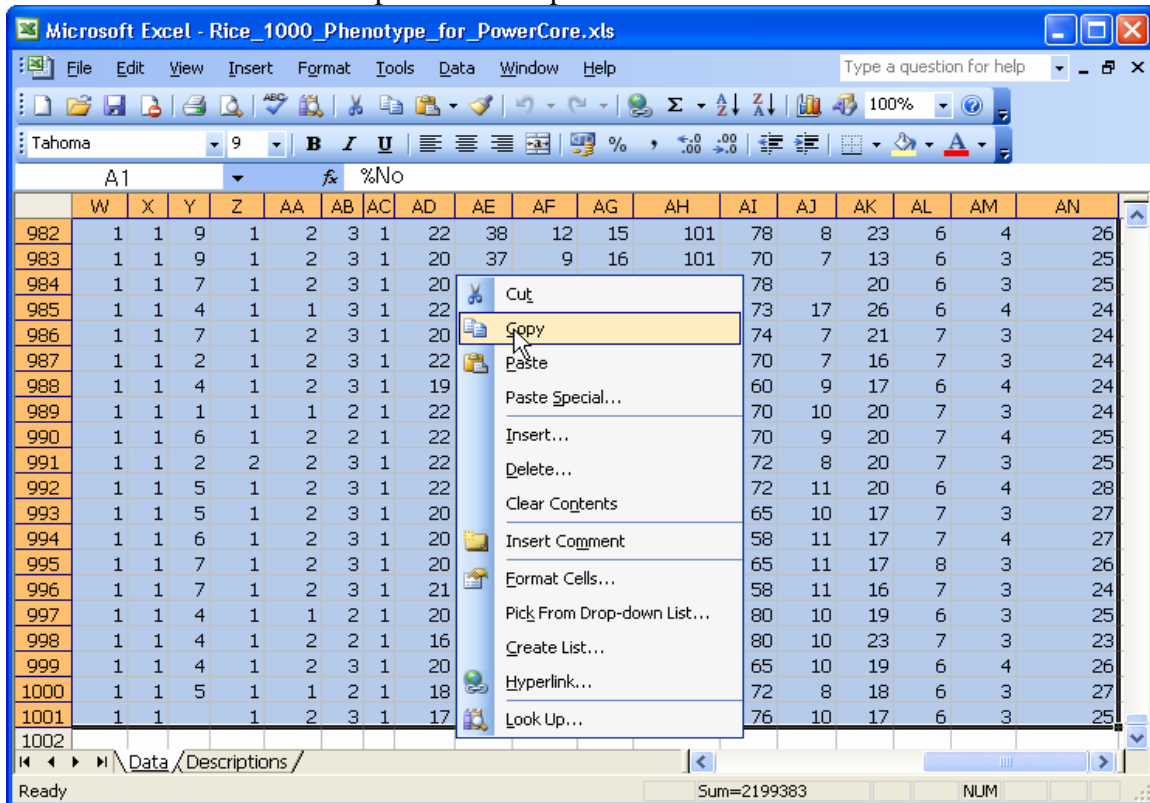 Microsoft Excel - Rice_1000_Phenotype_for_PowerCore.xls
File Edit View Insert Format Tools Data Window Help Type a question for help
100%
Tahoma 9 B I U
A1 fx %No
W X Y Z AA AB AC AD AE AF AG AH AI AJ AK AL AM AN
982 1 1 9 1 2 3 1 22 38 12 15 101 78 8 23 6 4 26
983 1 1 9 1 2 3 1 20 37 9 16 101 70 7 13 6 3 25
984 1 1 7 1 2 3 1 20 78 20 6 3 25
985 1 1 4 1 1 3 1 22 73 17 26 6 4 24
986 1 1 7 1 2 3 1 20 74 7 21 7 3 24
987 1 1 2 1 2 3 1 22 70 7 16 7 3 24
988 1 1 4 1 2 3 1 19 60 9 17 6 4 24
989 1 1 1 1 1 2 1 22 70 10 20 7 3 24
990 1 1 6 1 2 2 1 22 70 9 20 7 4 25
991 1 1 2 2 2 3 1 22 72 8 20 7 3 25
992 1 1 5 1 2 3 1 22 72 11 20 6 4 28
993 1 1 5 1 2 3 1 20 65 10 17 7 3 27
994 1 1 6 1 2 3 1 20 58 11 17 7 4 27
995 1 1 7 1 2 3 1 20 65 11 17 8 3 26
996 1 1 7 1 2 3 1 21 58 11 16 7 3 24
997 1 1 4 1 1 2 1 20 80 10 19 6 3 25
998 1 1 4 1 2 2 1 16 80 10 23 7 3 23
999 1 1 4 1 2 3 1 20 65 10 19 6 4 26
1000 1 1 5 1 1 2 1 18 72 8 18 6 3 27
1001 1 1 1 2 3 1 17 76 10 17 6 3 25
1002
Cut
Copy
Paste
Paste Special...
Insert...
Delete...
Clear Contents
Insert Comment
Format Cells...
Pick From Drop-down List...
Create List...
Hyperlink...
Look Up...
Data Descriptions
Ready Sum=2199383 NUM